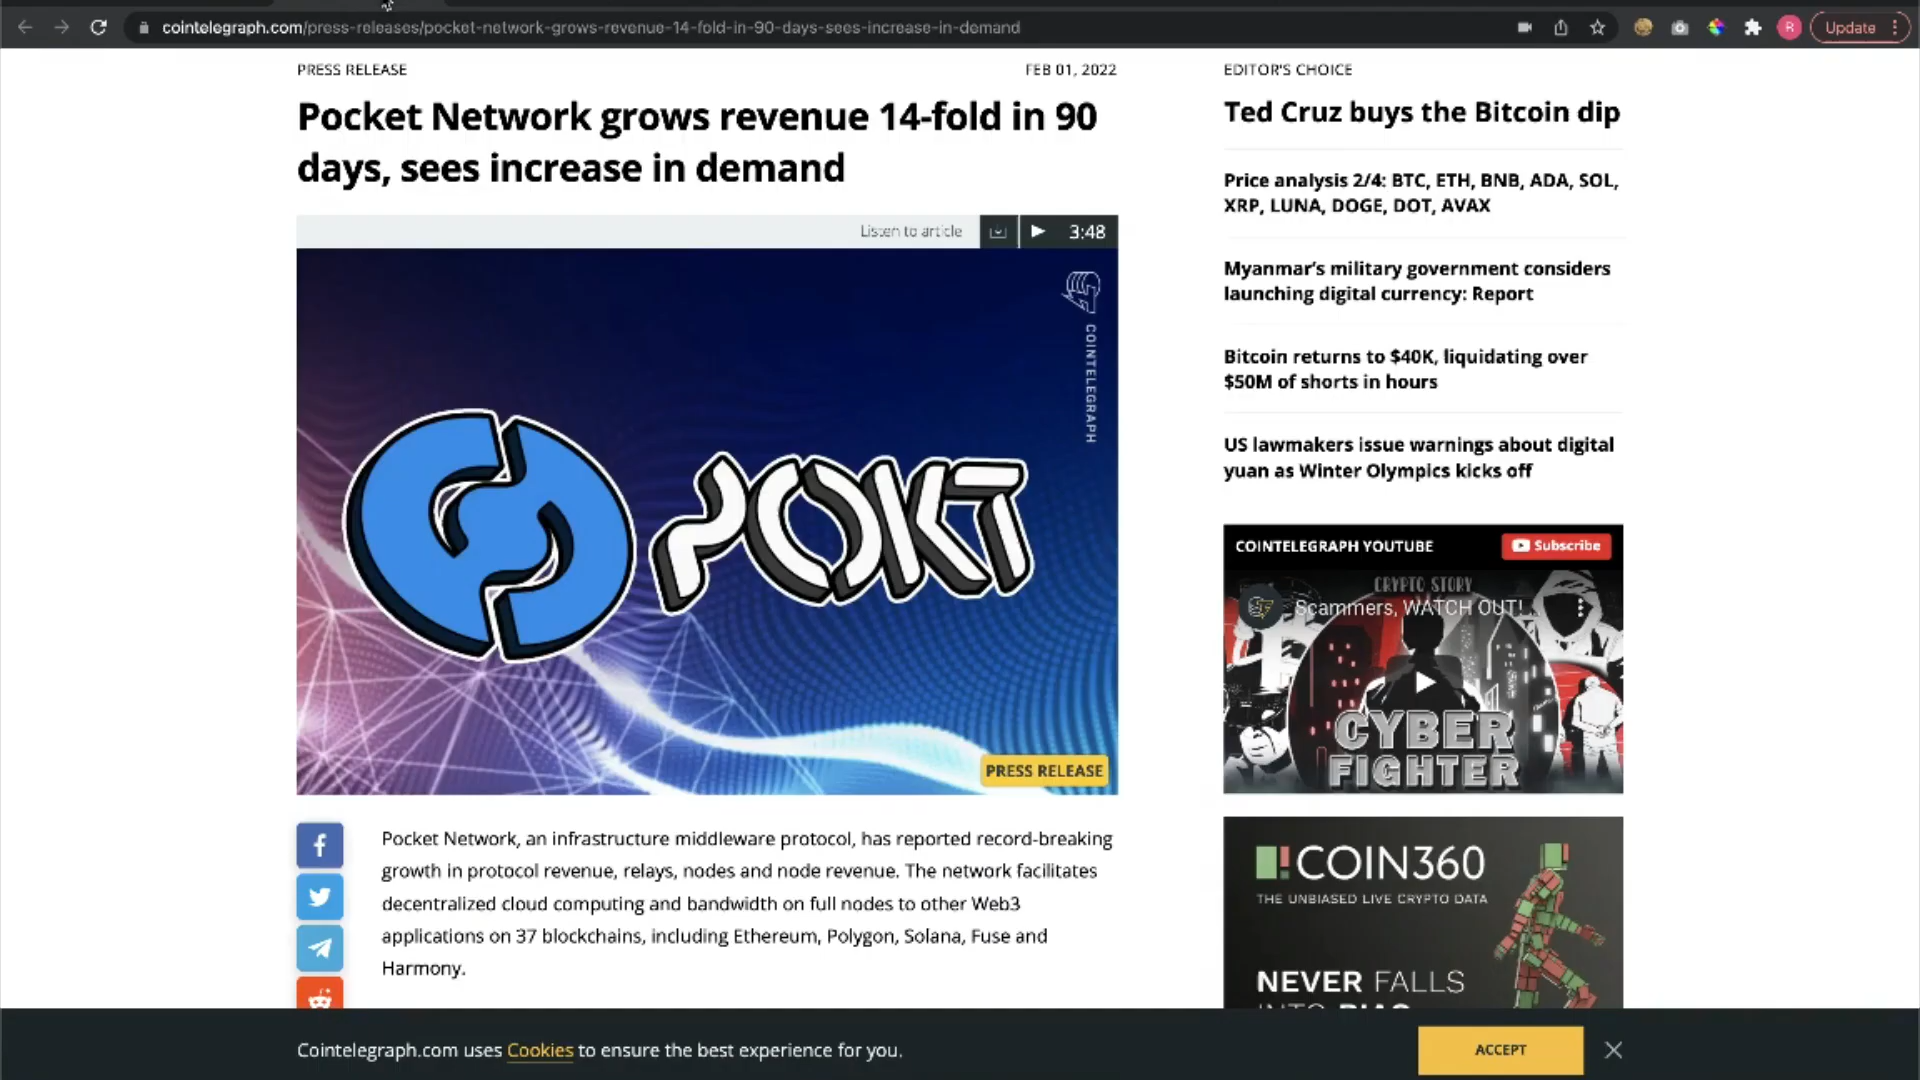 cointelegraph.com/press-releases/pocket-network-grows-revenue-14-fold-in-90-days-sees-increase-in-demand
R
Update
PRESS RELEASE
FEB 01, 2022
Pocket Network grows revenue 14-fold in 90
days, sees increase in demand
Listen to article
3:48
COINTELEGRAPH
POKT
PRESS RELEASE
Pocket Network, an infrastructure middleware protocol, has reported record-breaking
growth in protocol revenue, relays, nodes and node revenue. The network facilitates
decentralized cloud computing and bandwidth on full nodes to other Web3
applications on 37 blockchains, including Ethereum, Polygon, Solana, Fuse and
Harmony.
EDITOR'S CHOICE
Ted Cruz buys the Bitcoin dip
Price analysis 2/4: BTC, ETH, BNB, ADA, SOL,
XRP, LUNA, DOGE, DOT, AVAX
Myanmar’s military government considers
launching digital currency: Report
Bitcoin returns to $40K, liquidating over
$50M of shorts in hours
US lawmakers issue warnings about digital
yuan as Winter Olympics kicks off
COINTELEGRAPH YOUTUBE
Subscribe
CRYPTO STORY
Scammers, WATCH OUT!...
CYBER
FIGHTER
COIN360
THE UNBIASED LIVE CRYPTO DATA
NEVER FALLS
Cointelegraph.com uses Cookies to ensure the best experience for you.
ACCEPT